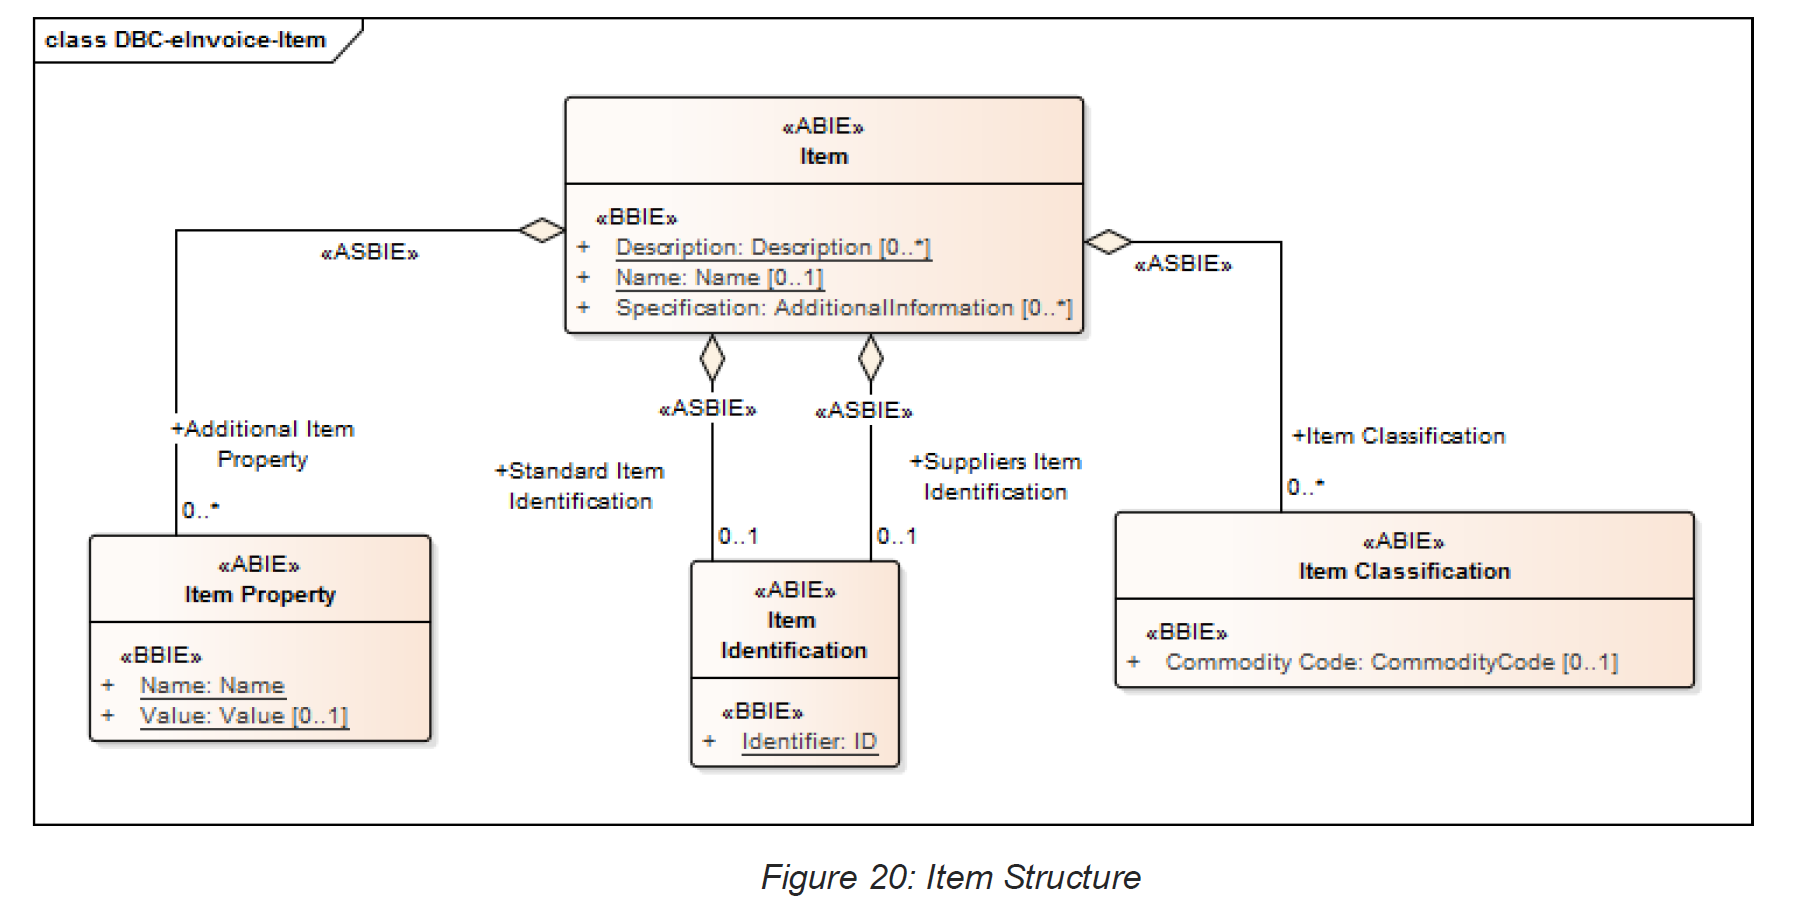 class DBC-eInvoice-Item
«ABIE»
Item
«BBIE»
+ Description: Description [0..*]
+ Name: Name [0..1]
+ Specification: AdditionalInformation [0..*]
«ASBIE»
«ASBIE»
«ASBIE»
«ASBIE»
+Additional Item
Property
0..*
+Standard Item
Identification
0..1
+Suppliers Item
Identification
0..1
+Item Classification
0..*
«ABIE»
Item Property
«BBIE»
+ Name: Name
+ Value: Value [0..1]
«ABIE»
Item
Identification
«BBIE»
+ Identifier: ID
«ABIE»
Item Classification
«BBIE»
+ Commodity Code: CommodityCode [0..1]
Figure 20: Item Structure